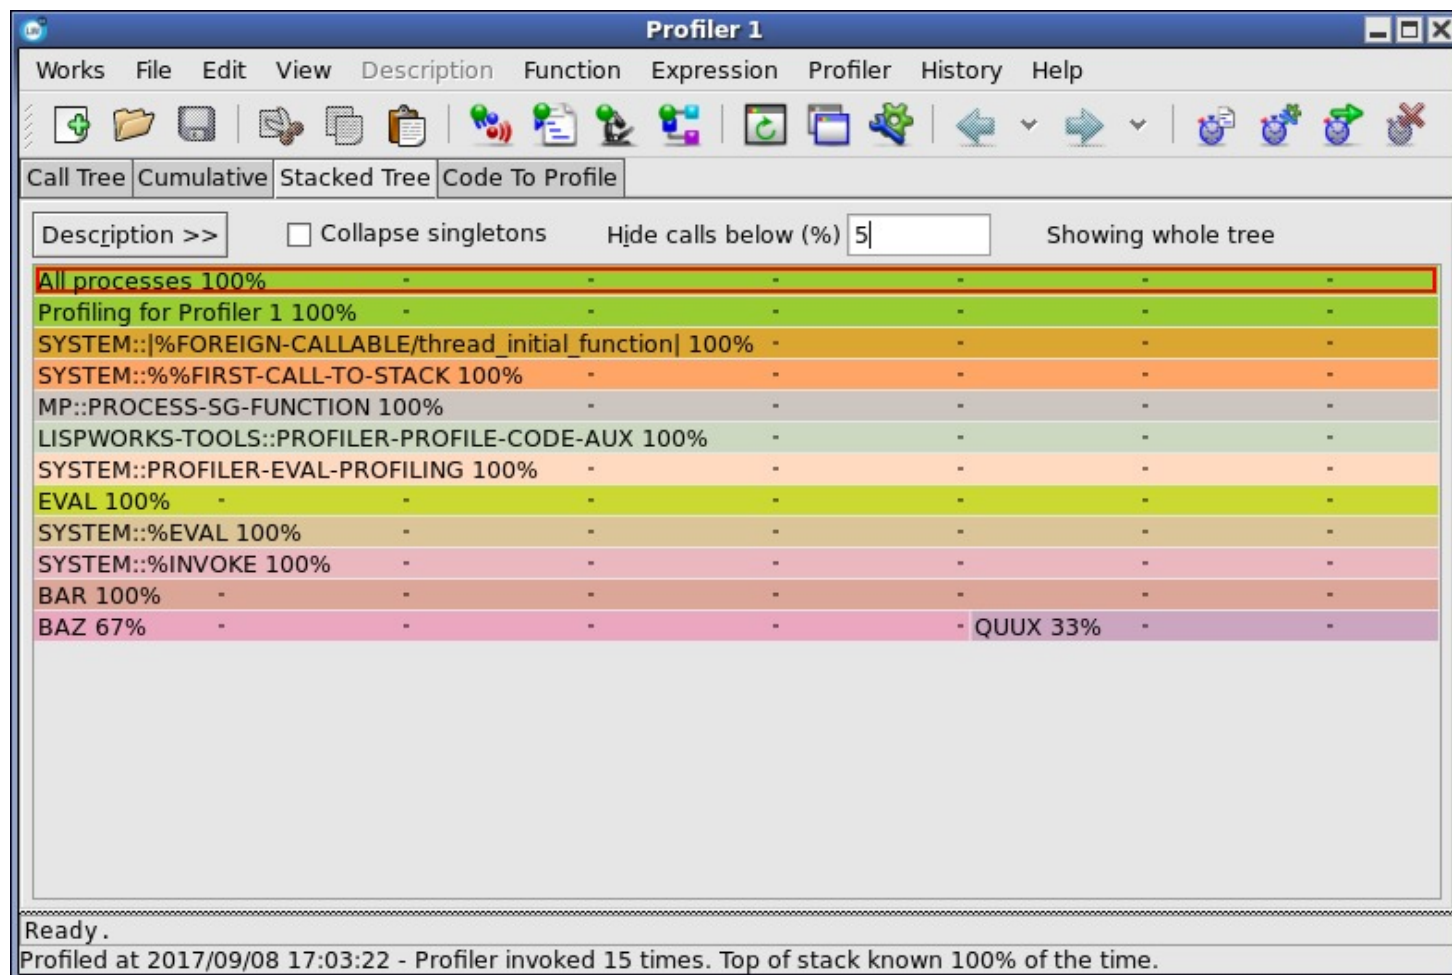 Profiler 1
Works File Edit View Description Function Expression Profiler History Help
Call Tree Cumulative Stacked Tree Code To Profile
Description >> Collapse singletons Hide calls below (%) 5 Showing whole tree
All processes 100% - - - - - -
Profiling for Profiler 1 100% - - - - - -
SYSTEM::|%FOREIGN-CALLABLE/thread_initial_function| 100% - - - -
SYSTEM::%%FIRST-CALL-TO-STACK 100% - - - - -
MP::PROCESS-SG-FUNCTION 100% - - - - -
LISPWORKS-TOOLS::PROFILER-PROFILE-CODE-AUX 100% - - - -
SYSTEM::PROFILER-EVAL-PROFILING 100% - - - - -
EVAL 100% - - - - - - -
SYSTEM::%EVAL 100% - - - - - -
SYSTEM::%INVOKE 100% - - - - - -
BAR 100% - - - - - - -
BAZ 67% - - - - - QUUX 33% - -
Ready.
Profiled at 2017/09/08 17:03:22 - Profiler invoked 15 times. Top of stack known 100% of the time.